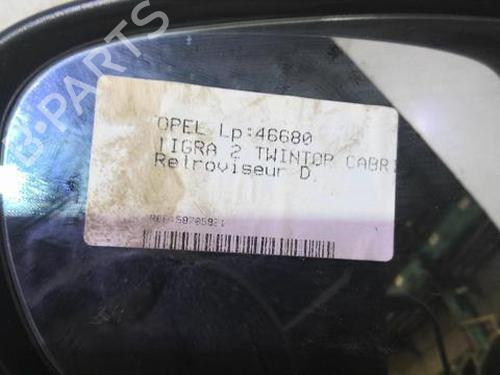 OPEL Lp:46680
TIGRA 2 TWINTOP CABRI
Retroviseur D
B-PARTS